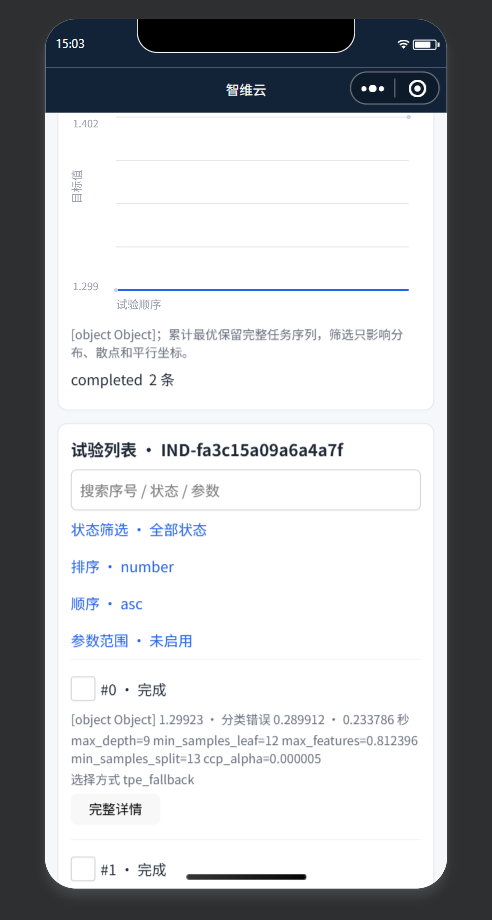 15:03
智维云
1.402
目标值
1.299
试验顺序
[object Object]；累计最优保留完整任务序列，筛选只影响分
布、散点和平行坐标。
completed 2 条
试验列表 · IND-fa3c15a09a6a4a7f
搜索序号 / 状态 / 参数
状态筛选 · 全部状态
排序 · number
顺序 · asc
参数范围 · 未启用
#0 · 完成
[object Object] 1.29923 · 分类错误 0.289912 · 0.233786 秒
max_depth=9 min_samples_leaf=12 max_features=0.812396
min_samples_split=13 ccp_alpha=0.000005
选择方式 tpe_fallback
完整详情
#1 · 完成